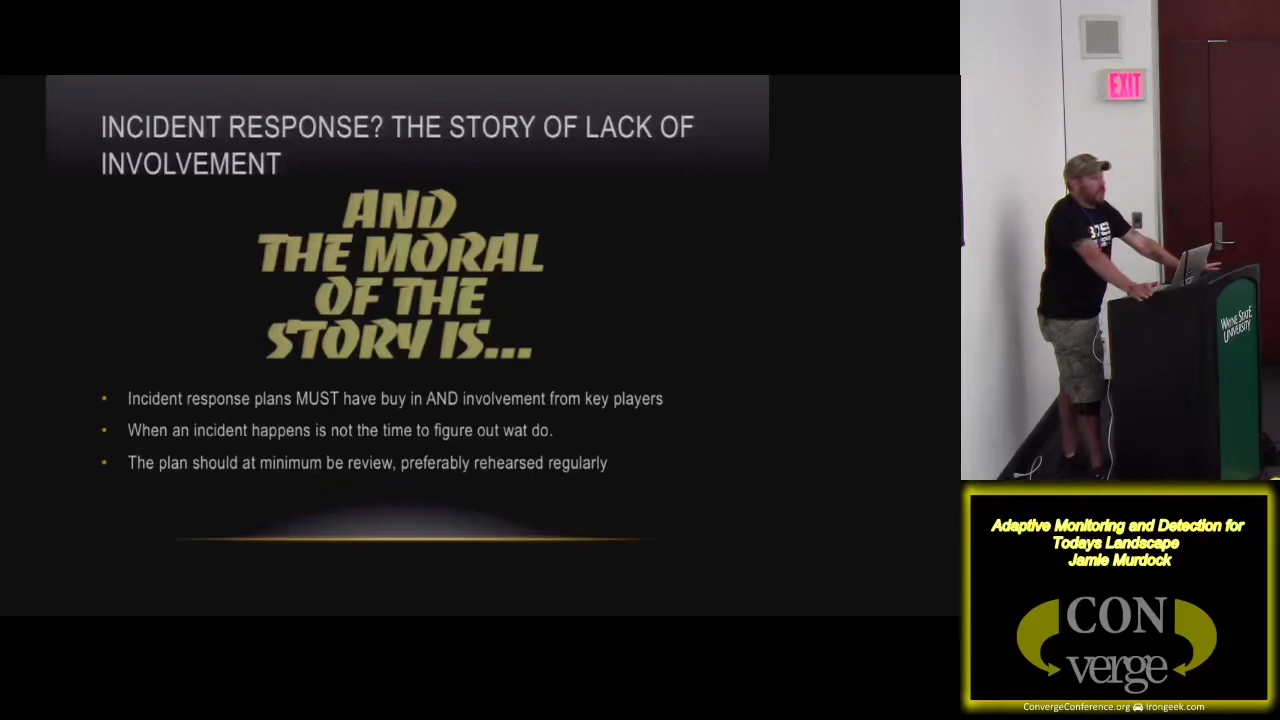 INCIDENT RESPONSE? THE STORY OF LACK OF
INVOLVEMENT
AND
THE MORAL
OF THE
STORY IS...
• Incident response plans MUST have buy in AND involvement from key players
• When an incident happens is not the time to figure out wat do.
• The plan should at minimum be review, preferably rehearsed regularly
EXIT
WAYNE STATE
UNIVERSITY
Adaptive Monitoring and Detection for
Todays Landscape
Jamie Murdock
CON
verge
ConvergeConference.org Irongeek.com